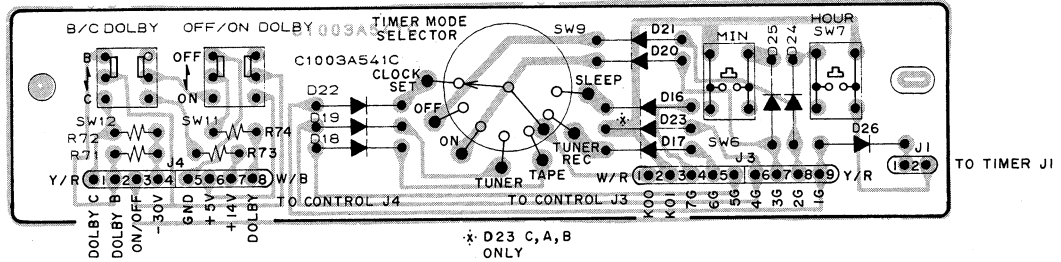 B/C DOLBY OFF/ON DOLBY
TIMER MODE
SELECTOR
C1003A541C
CLOCK
SET
OFF
ON
TUNER
TAPE
TUNER
REC
SLEEP
SW9
D21
D20
MIN
D25
D24
HOUR
SW7
B
C
OFF
ON
D22
D19
D18
D16
※ D23
D17
SW6
D26
SW12
R72
R71
SW11
R74
R73
J4
Y/R 1 2 3 4 5 6 7 8 W/B
J3
W/R 1 2 3 4 5 6 7 8 9 Y/R
J1
1 2
TO TIMER J1
TO CONTROL J4
TO CONTROL J3
DOLBY C
DOLBY B
ON/OFF
-30V
GND
+5V
+14V
DOLBY
K00
K01
7G
6G
5G
4G
3G
2G
1G
※ D23 C,A,B
ONLY